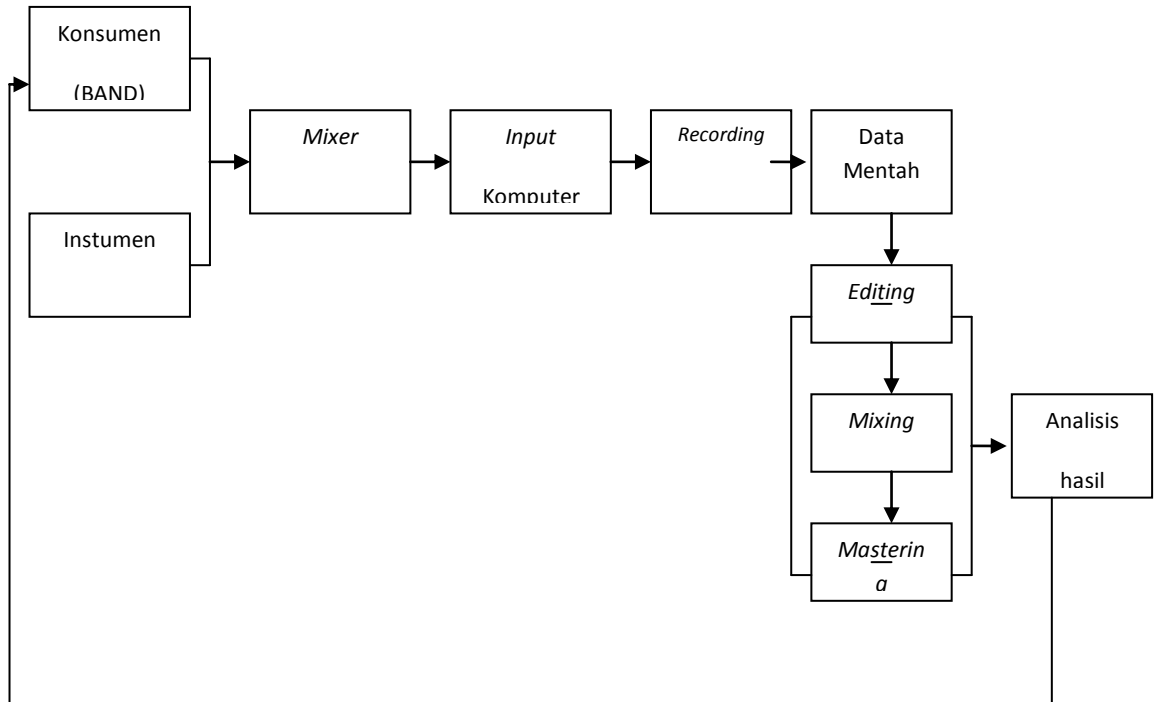 Konsumen
(BAND)
Mixer
Input
Komputer
Recording
Data
Mentah
Instumen
Editing
Mixing
Analisis
hasil
Masterin
g